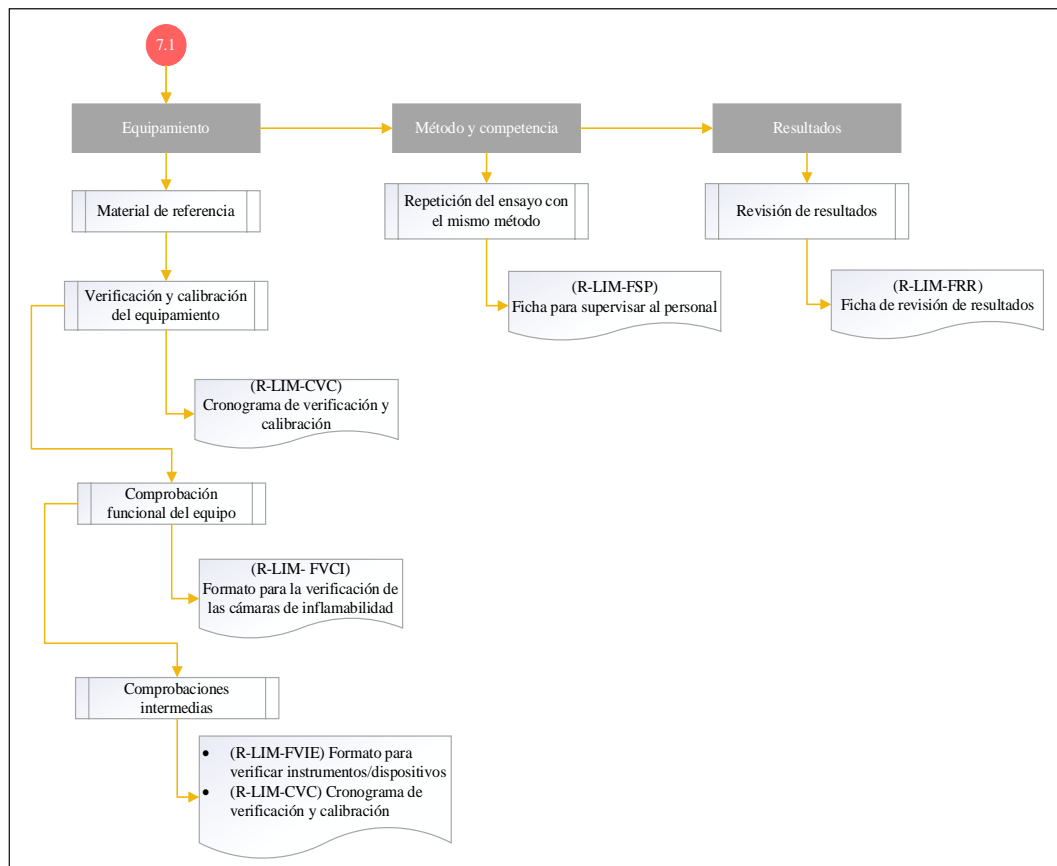 7.1
Equipamiento
Método y competencia
Resultados
Material de referencia
Repetición del ensayo con
el mismo método
Revisión de resultados
Verificación y calibración
del equipamiento
(R-LIM-FSP)
Ficha para supervisar al personal
(R-LIM-FRR)
Ficha de revisión de resultados
(R-LIM-CVC)
Cronograma de verificación y
calibración
Comprobación
funcional del equipo
(R-LIM- FVCI)
Formato para la verificación de
las cámaras de inflamabilidad
Comprobaciones
intermedias
• (R-LIM-FVIE) Formato para
verificar instrumentos/dispositivos
• (R-LIM-CVC) Cronograma de
verificación y calibración